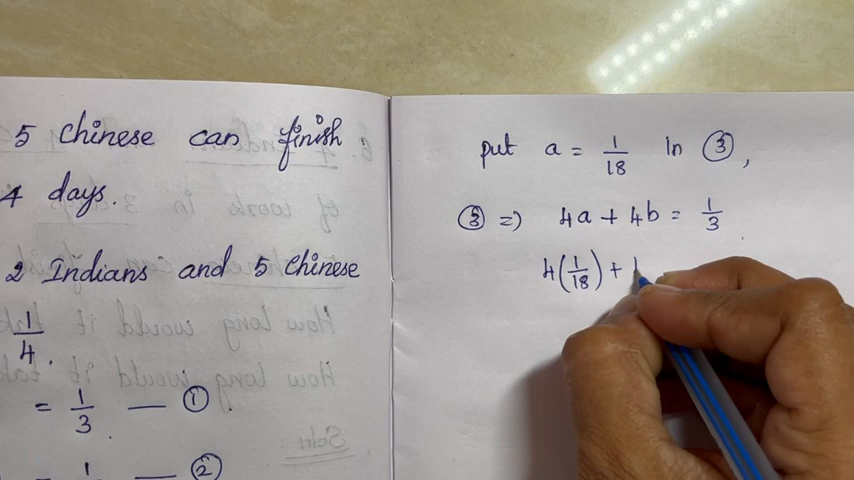 5 Chinese can finish
4 days.
2 Indians and 5 Chinese
1/4.
= 1/3 — ①
1 — ②
put a = 1/18 In ③,
③ => 4a + 4b = 1/3
4(1/18) +